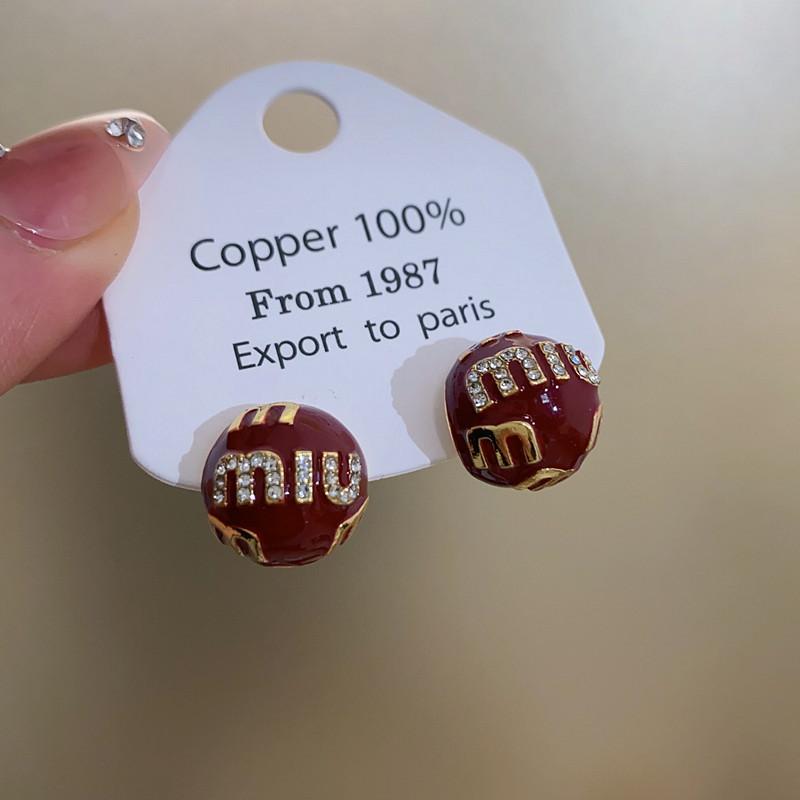 Copper 100%
From 1987
Export to paris
miu
m
miu
m